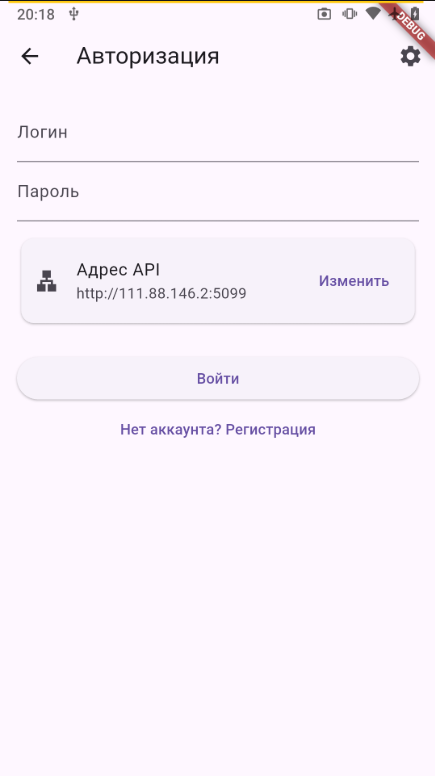 20:18
DEBUG
Авторизация
Логин
Пароль
Адрес API
http://111.88.146.2:5099
Изменить
Войти
Нет аккаунта? Регистрация